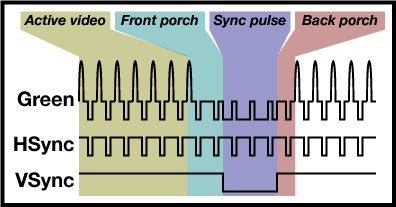 Active video Front porch Sync pulse Back porch
Green
HSync
VSync